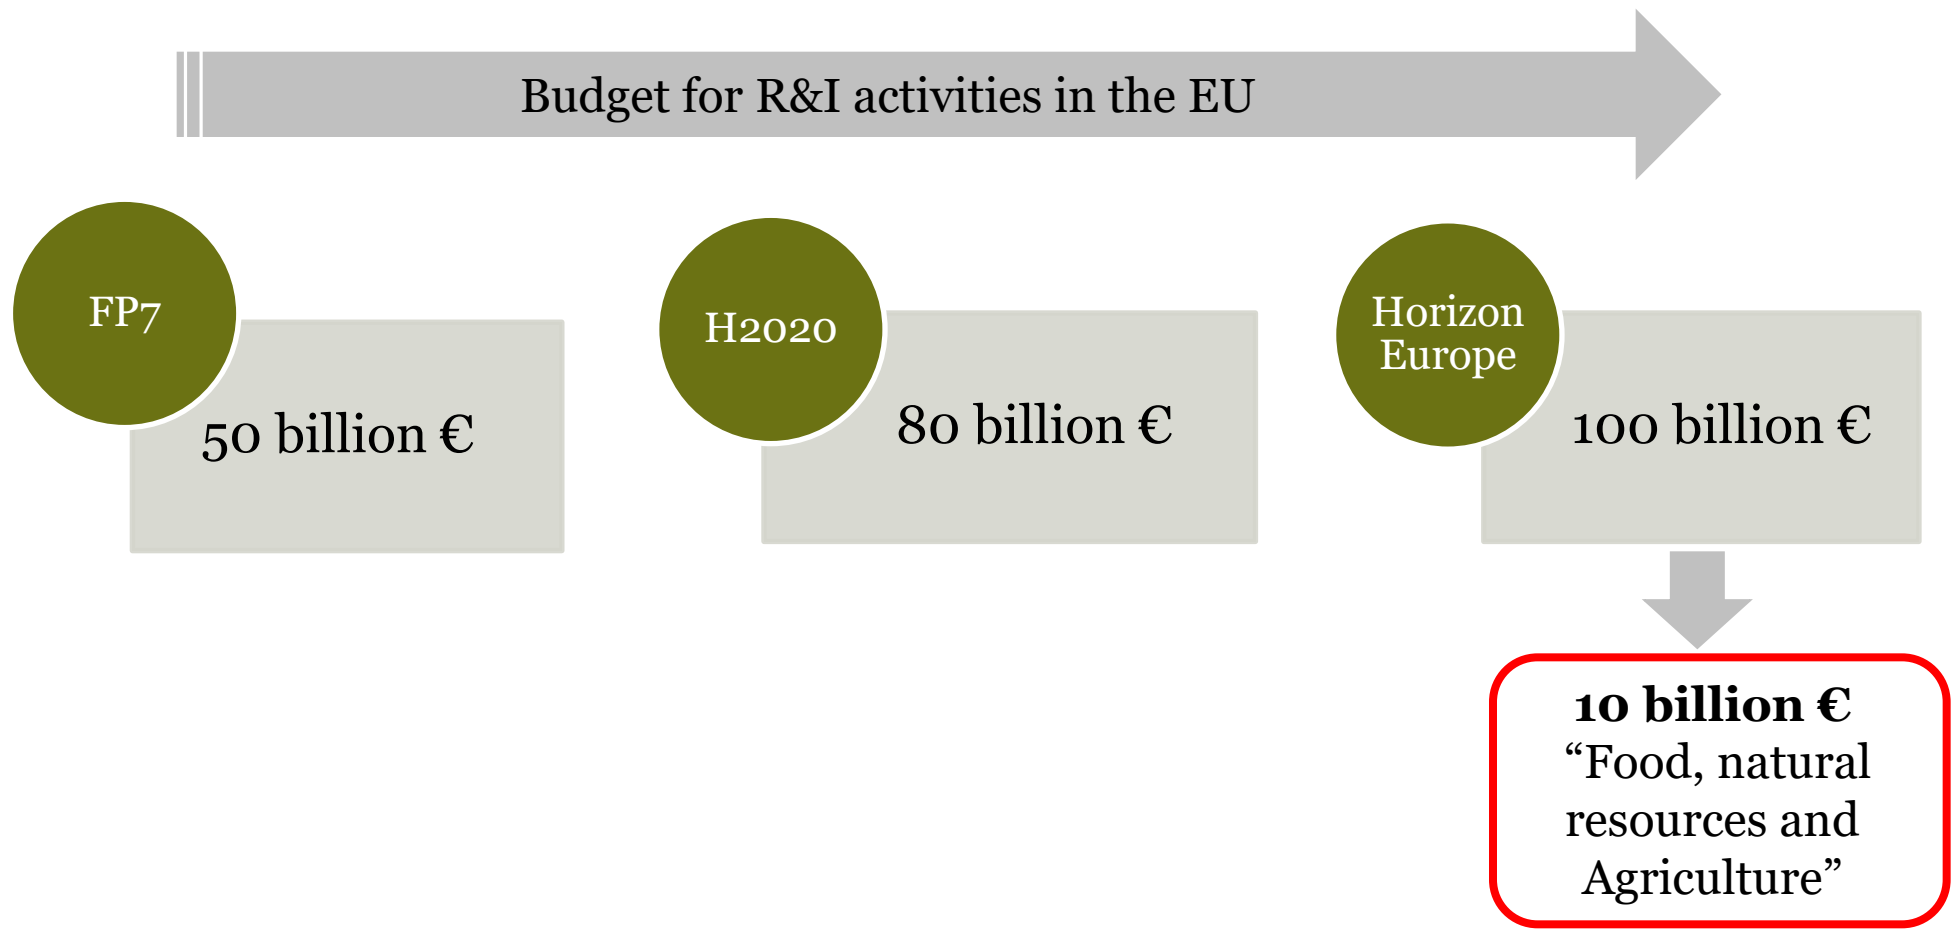 Budget for R&I activities in the EU
FP7
50 billion €
H2020
80 billion €
Horizon
Europe
100 billion €
10 billion €
“Food, natural
resources and
Agriculture”